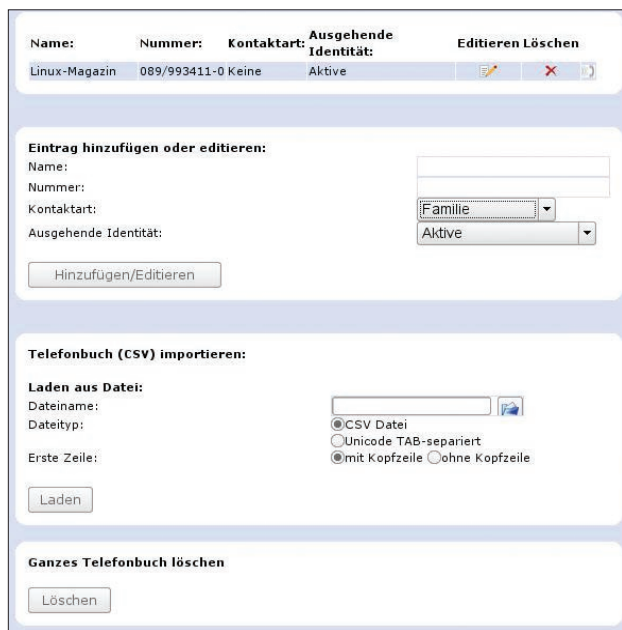 Name: Nummer: Kontaktart: Ausgehende Identität: Editieren Löschen
Linux-Magazin 089/993411-0 Keine Aktive
Eintrag hinzufügen oder editieren:
Name:
Nummer:
Kontaktart: Familie
Ausgehende Identität: Aktive
Hinzufügen/Editieren
Telefonbuch (CSV) importieren:
Laden aus Datei:
Dateiname:
Dateityp: CSV Datei
Unicode TAB-separiert
Erste Zeile: mit Kopfzeile ohne Kopfzeile
Laden
Ganzes Telefonbuch löschen
Löschen